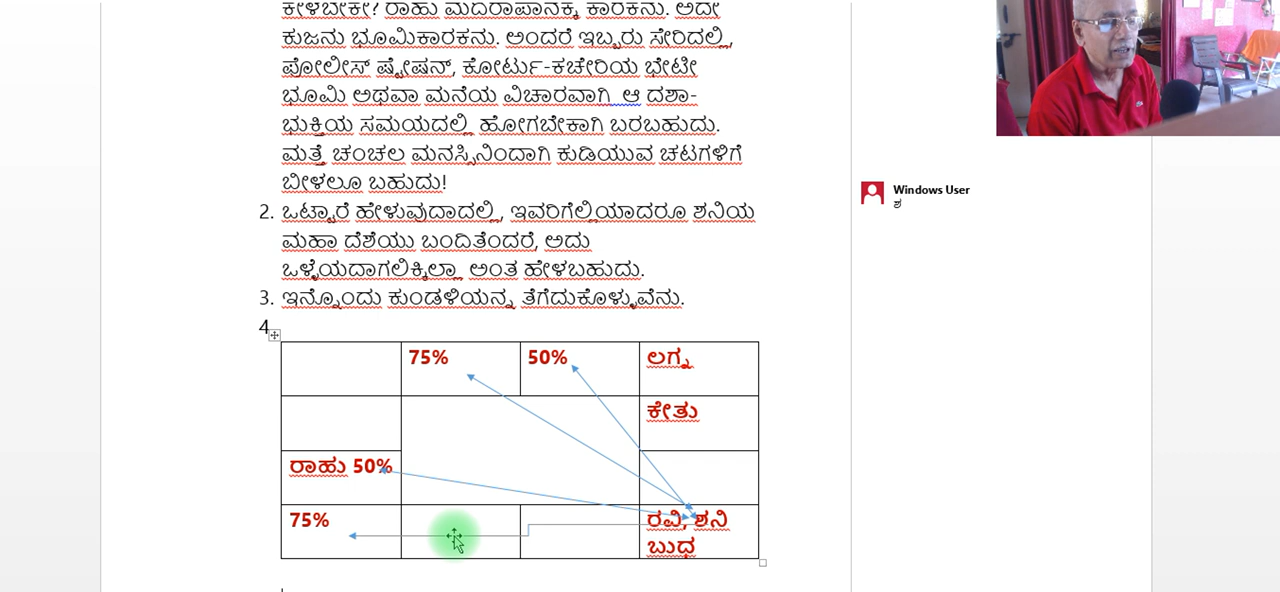 ಕೇಳಬೇಕೇ? ರಾಹು ಮದಿರಾಪಾನಕ್ಕೆ ಕಾರಕನು. ಅದೇ
ಕುಜನು ಭೂಮಿಕಾರಕನು. ಅಂದರೆ ಇಬ್ಬರು ಸೇರಿದಲ್ಲಿ,
ಪೋಲೀಸ್ ಷ್ಟೇಷನ್, ಕೋರ್ಟು-ಕಚೇರಿಯ ಭೇಟೀ
ಭೂಮಿ ಅಥವಾ ಮನೆಯ ವಿಚಾರವಾಗಿ ಆ ದಶಾ-
ಭುಕ್ತಿಯ ಸಮಯದಲ್ಲಿ ಹೋಗಬೇಕಾಗಿ ಬರಬಹುದು.
ಮತ್ತೆ ಚಂಚಲ ಮನಸ್ಸಿನಿಂದಾಗಿ ಕುಡಿಯುವ ಚಟಗಳಿಗೆ
ಬೀಳಲೂ ಬಹುದು!
2. ಒಟ್ಟಾರೆ ಹೇಳುವುದಾದಲ್ಲಿ, ಇವರಿಗೆಲ್ಲಿಯಾದರೂ ಶನಿಯ
ಮಹಾ ದೆಶೆಯು ಬಂದಿತೆಂದರೆ, ಅದು
ಒಳ್ಳೆಯದಾಗಲಿಕ್ಕಿಲ್ಲಾ ಅಂತ ಹೇಳಬಹುದು.
3. ಇನ್ನೊಂದು ಕುಂಡಳಿಯನ್ನ ತೆಗೆದುಕೊಳ್ಳುವೆನು.
4
75% 50% ಲಗ್ನ
ಕೇತು
ರಾಹು 50%
75% ರವಿ, ಶನಿ
ಬುಧ
Windows User
ಶ